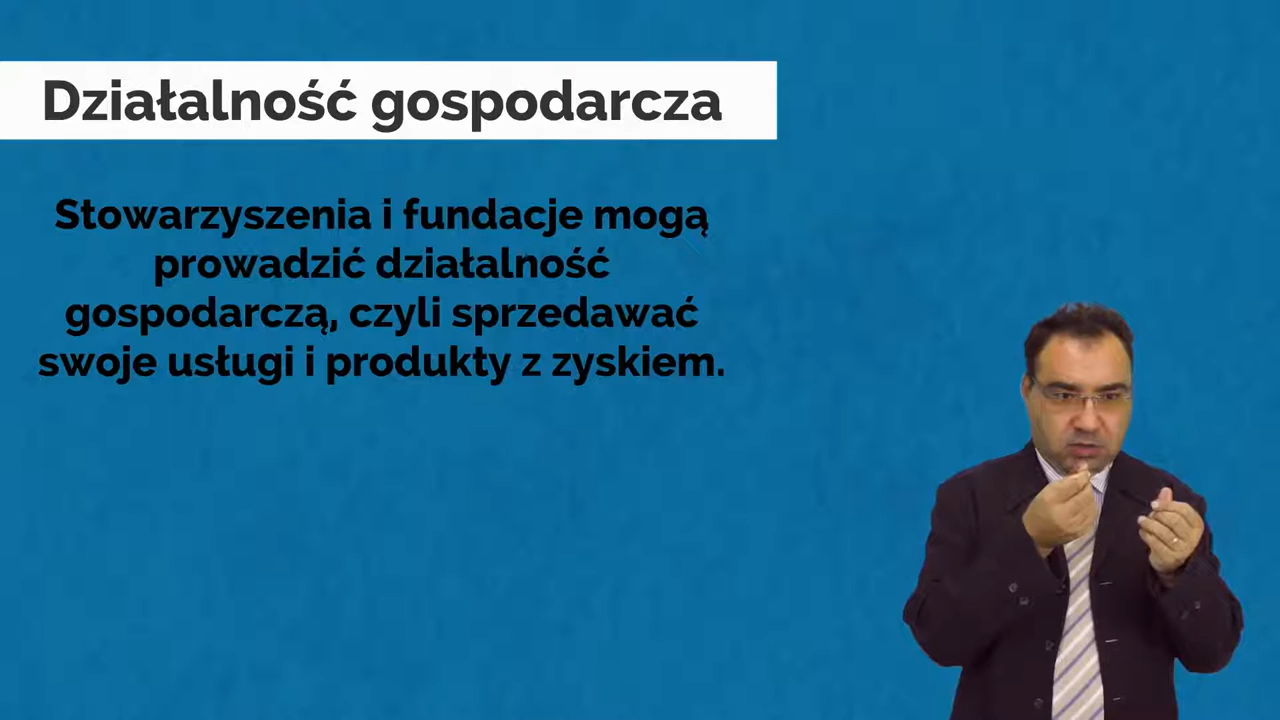 Działalność gospodarcza
Stowarzyszenia i fundacje mogą
prowadzić działalność
gospodarczą, czyli sprzedawać
swoje usługi i produkty z zyskiem.